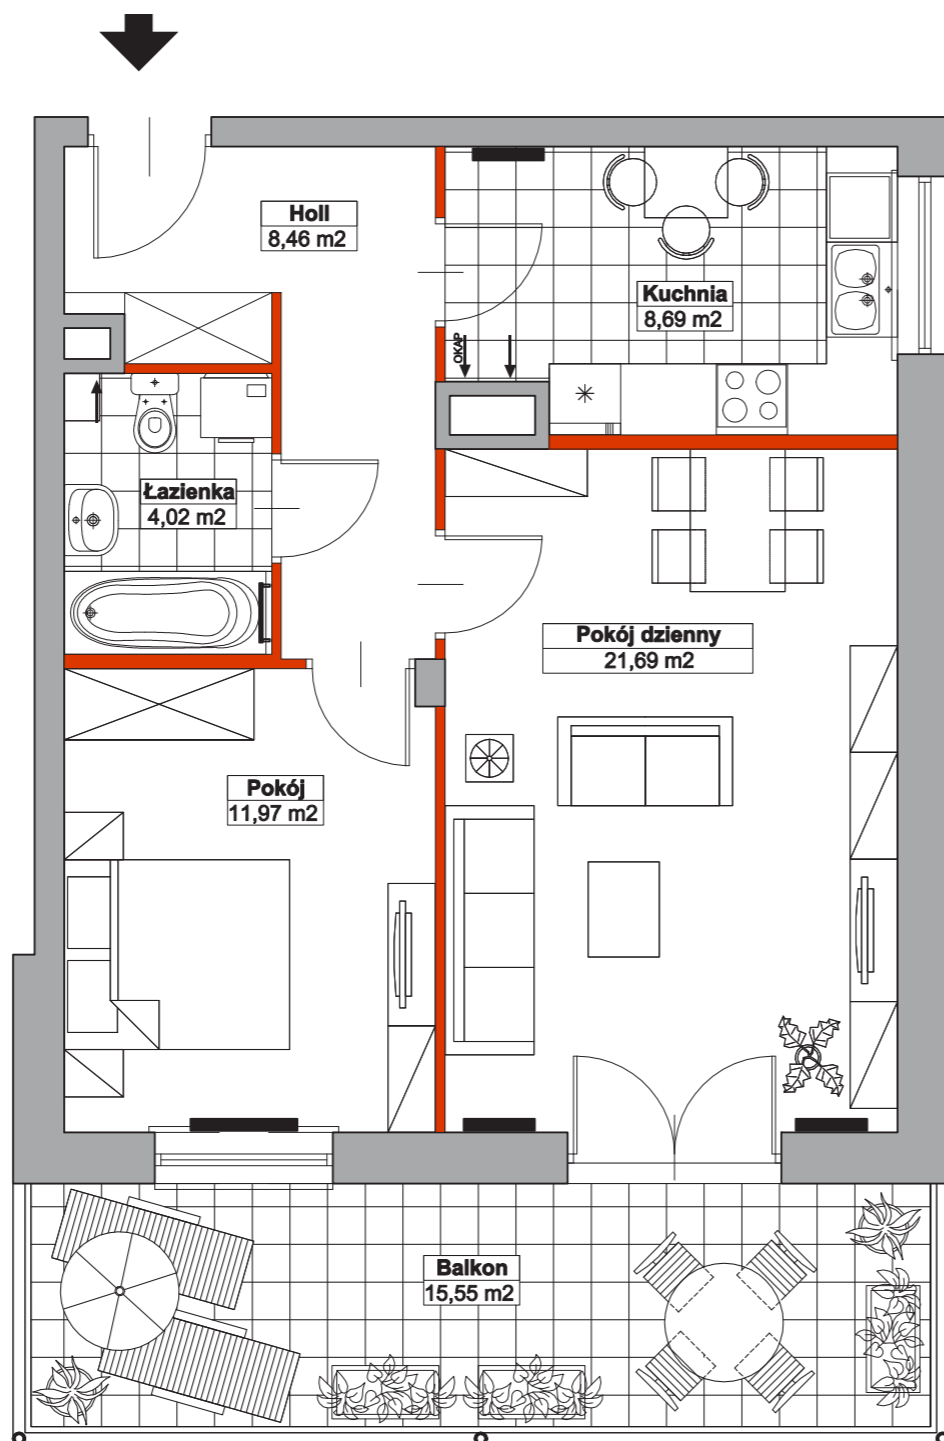 Holl
8,46 m2
Kuchnia
8,69 m2
OKAP
Łazienka
4,02 m2
Pokój dzienny
21,69 m2
Pokój
11,97 m2
Balkon
15,55 m2